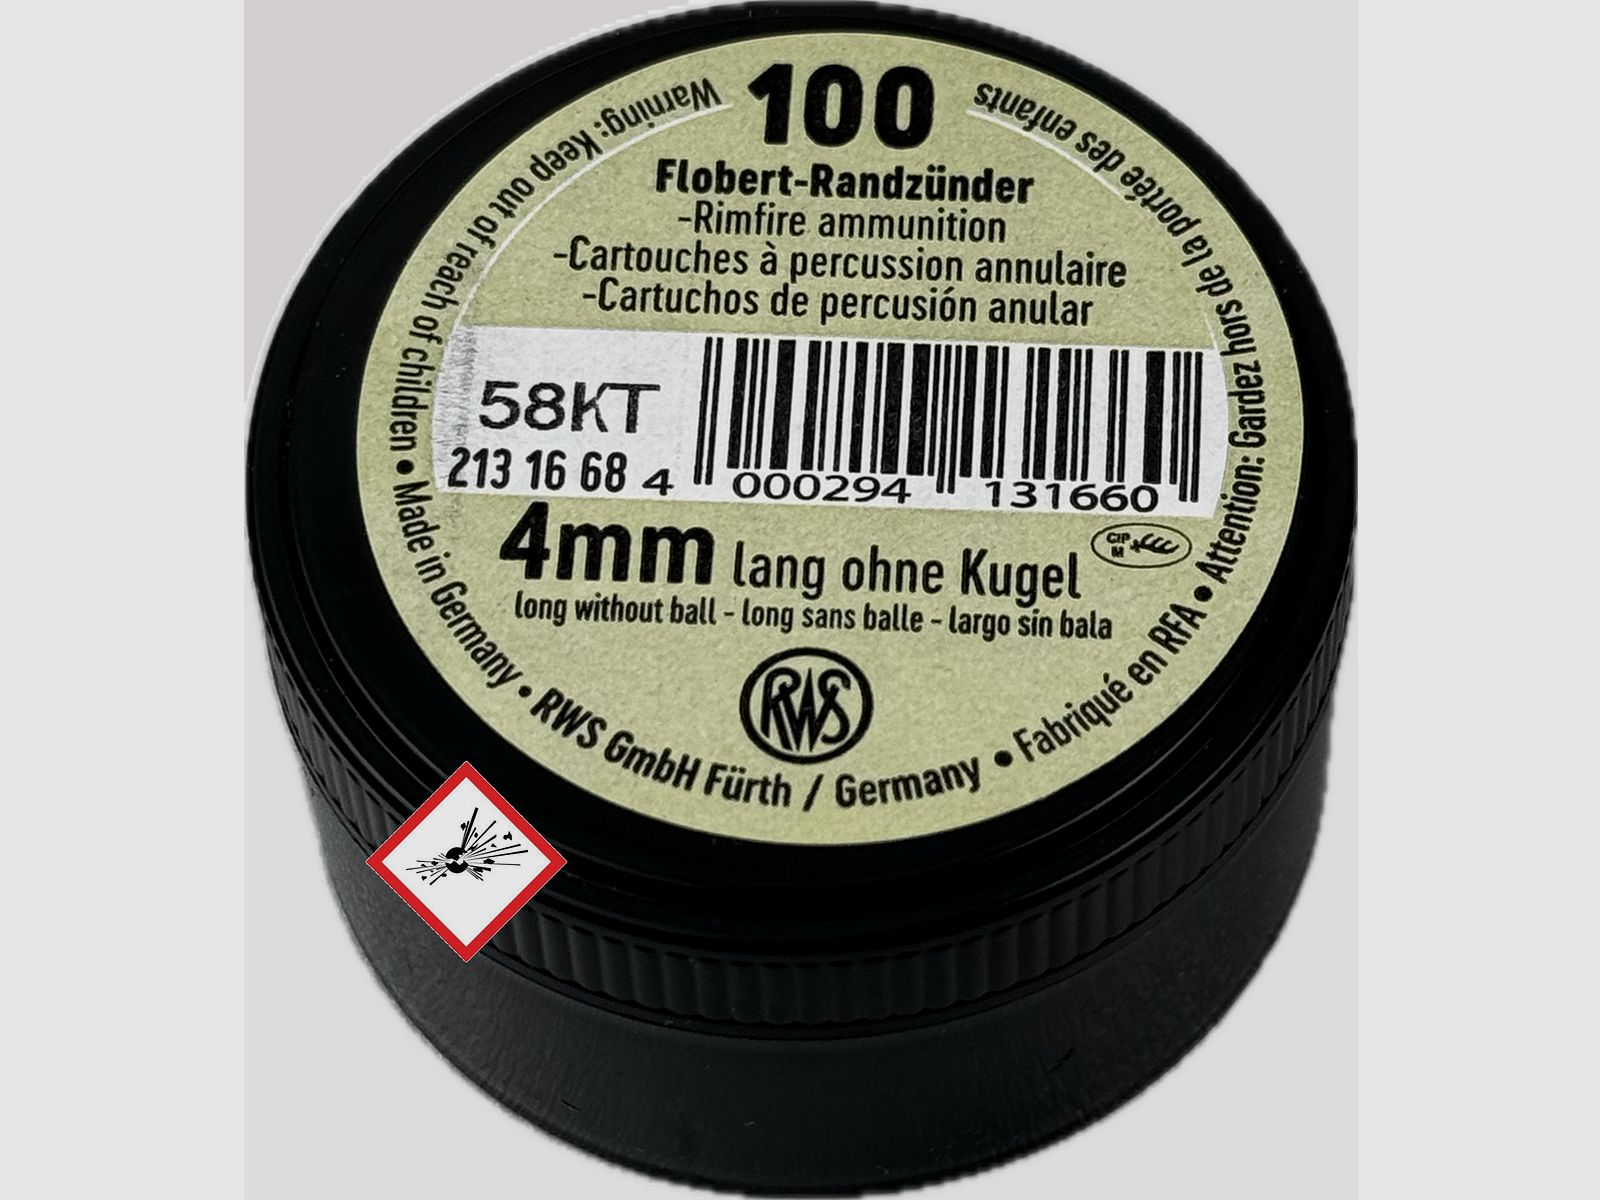 100
Flobert-Randzünder
-Rimfire ammunition
-Cartouches à percussion annulaire
-Cartuchos de percusión anular
58KT
213 16 68
4 000294 131660
4mm lang ohne Kugel
CIP
M
long without ball - long sans balle - largo sin bala
RWS
Warning: Keep out of reach of children • Made in Germany • RWS GmbH Fürth / Germany • Fabriqué en RFA • Attention: Gardez hors de la portée des enfants